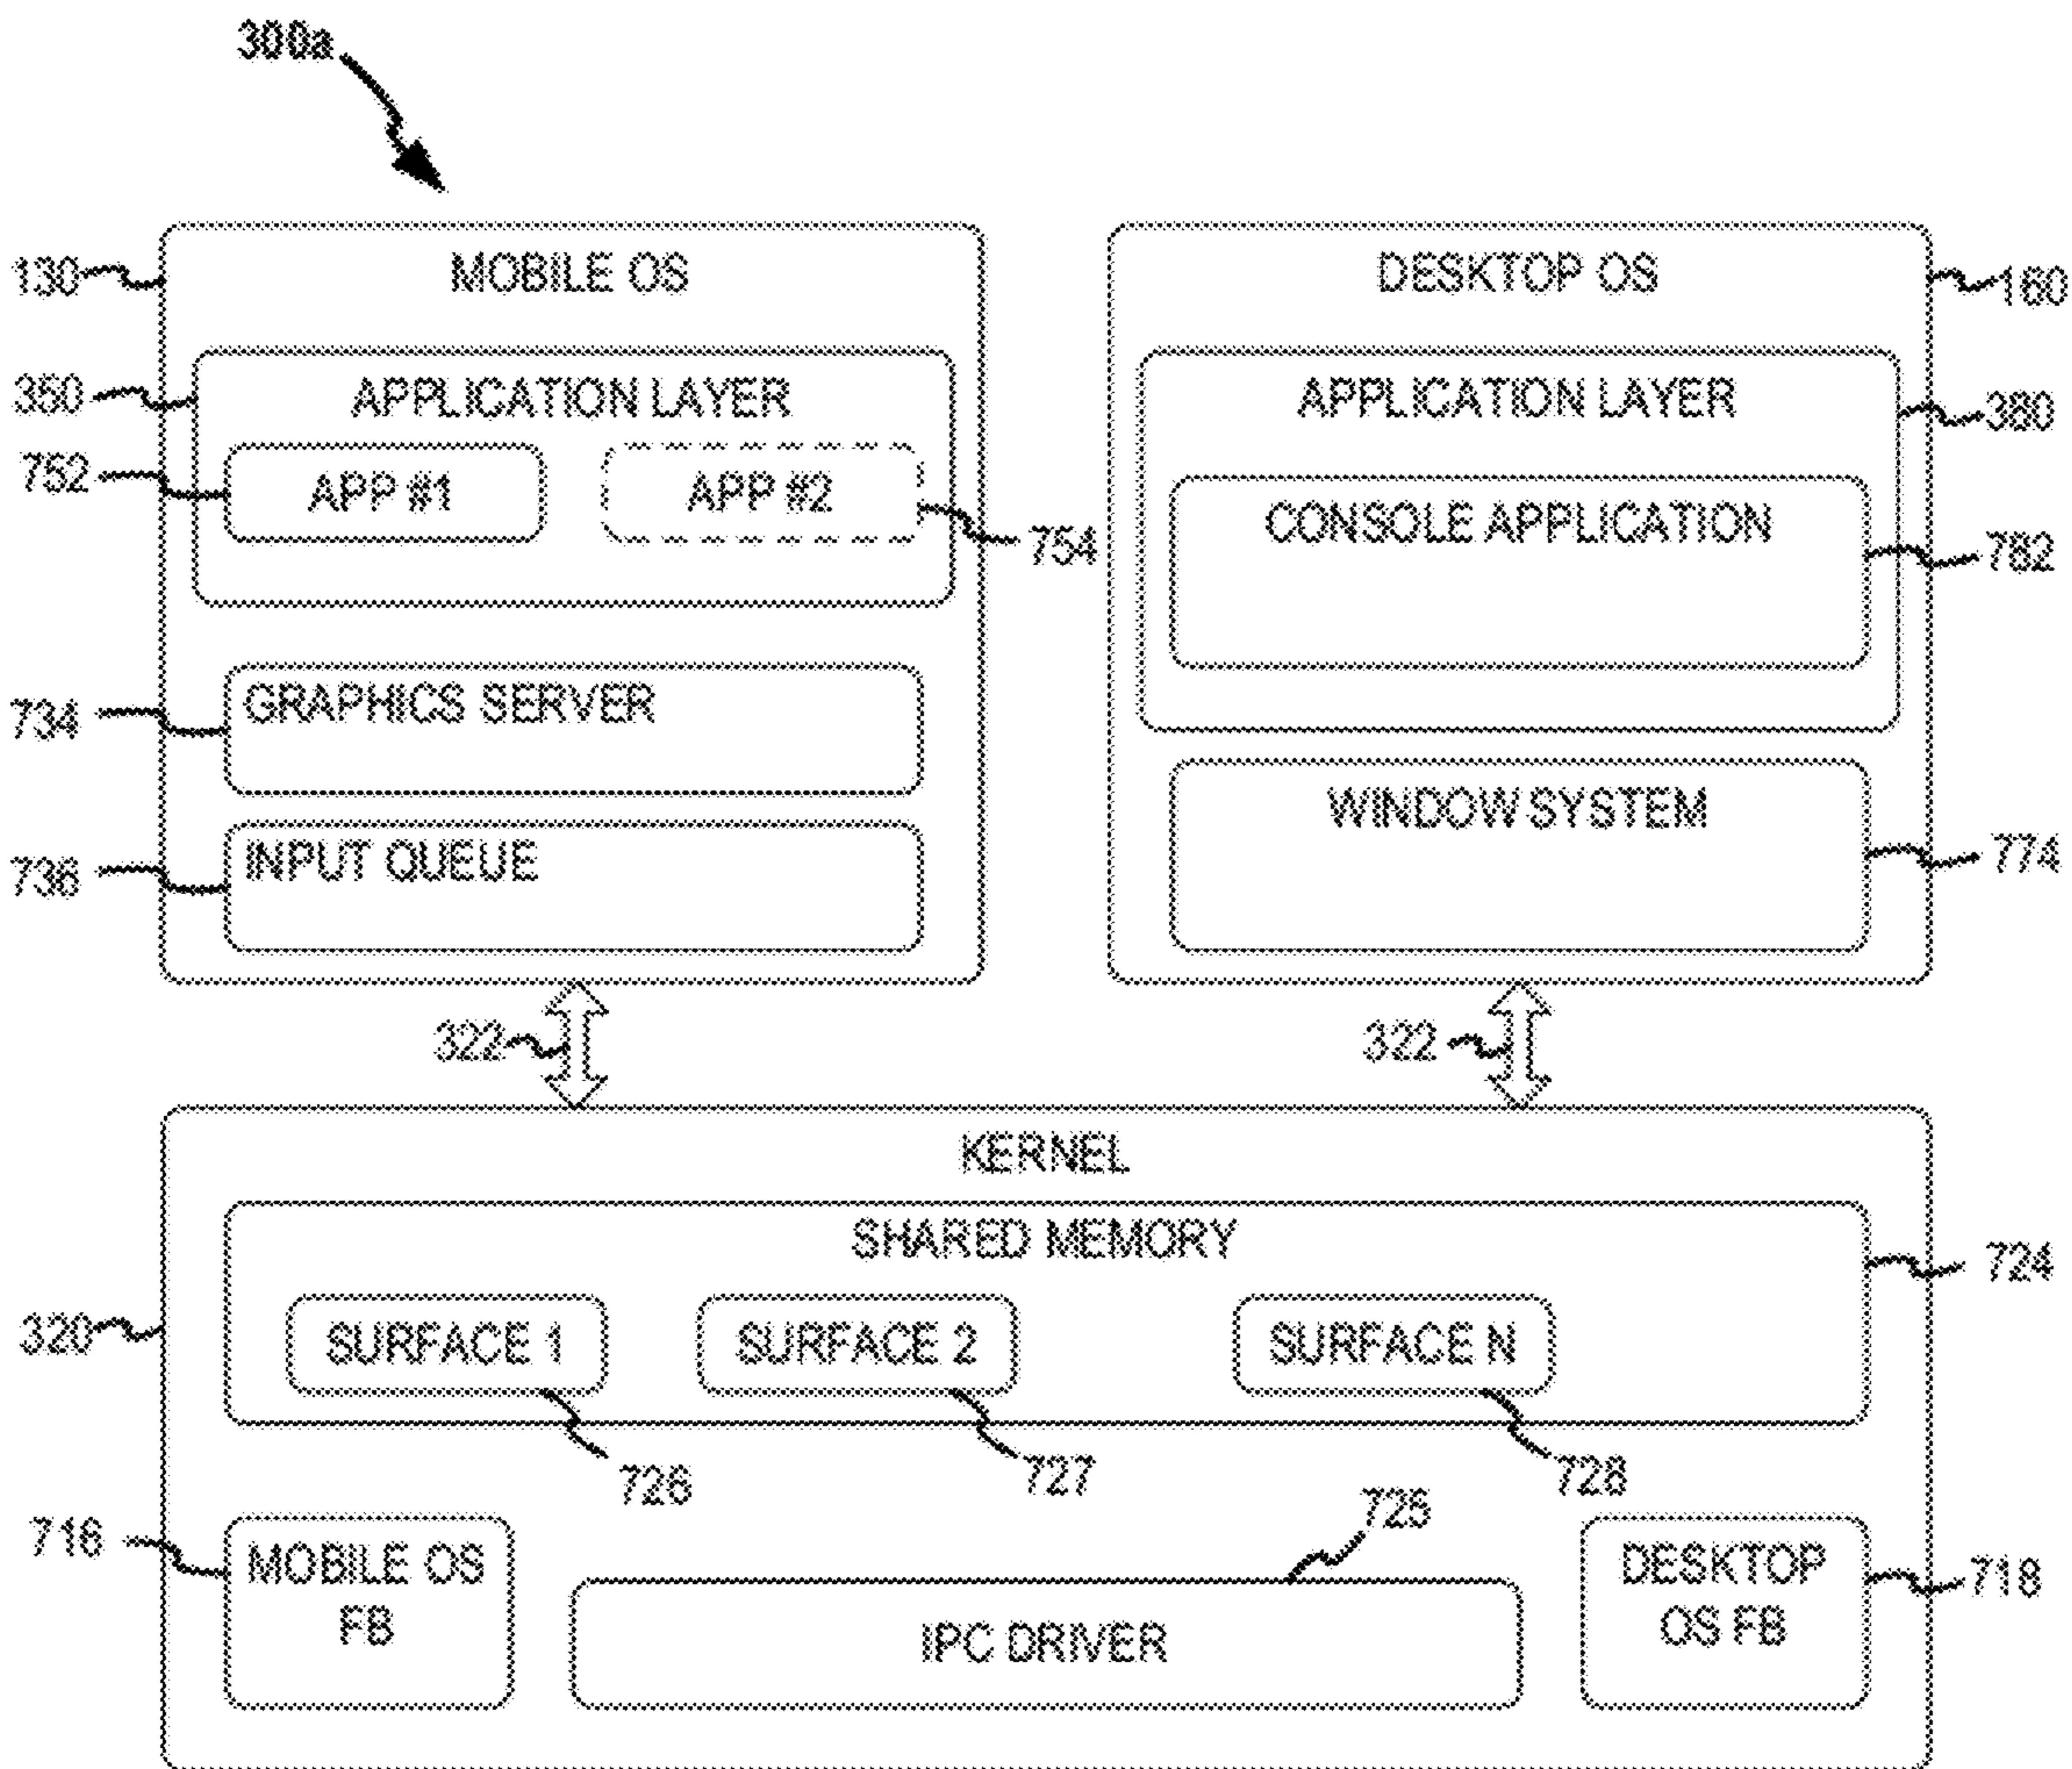 300a
130
MOBILE OS
DESKTOP OS
160
350
APPLICATION LAYER
APPLICATION LAYER
380
752
APP #1
APP #2
754
CONSOLE APPLICATION
782
734
GRAPHICS SERVER
WINDOW SYSTEM
774
736
INPUT QUEUE
322
322
KERNEL
SHARED MEMORY
724
320
SURFACE 1
SURFACE 2
SURFACE N
726
727
728
725
716
MOBILE OS
FB
IPC DRIVER
DESKTOP
OS FB
718